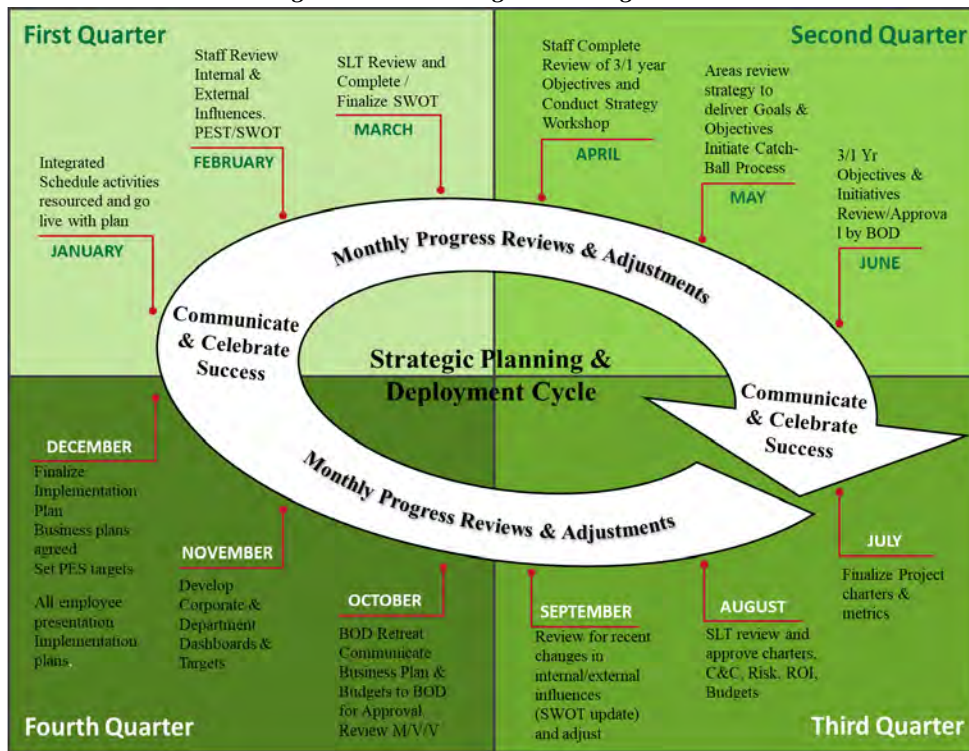 First Quarter
Second Quarter
Integrated
Schedule activities
resourced and go
live with plan
JANUARY
Staff Review
Internal &
External
Influences.
PEST/SWOT
FEBRUARY
SLT Review and
Complete /
Finalize SWOT
MARCH
Staff Complete
Review of 3/1 year
Objectives and
Conduct Strategy
Workshop
APRIL
Areas review
strategy to
deliver Goals &
Objectives
Initiate Catch-
Ball Process
MAY
3/1 Yr
Objectives &
Initiatives
Review/Approva
l by BOD
JUNE
Monthly Progress Reviews & Adjustments
Communicate
& Celebrate
Success
Strategic Planning &
Deployment Cycle
Communicate
& Celebrate
Success
Monthly Progress Reviews & Adjustments
JULY
Finalize Project
charters &
metrics
AUGUST
SLT review and
approve charters,
C&C, Risk, ROI,
Budgets
SEPTEMBER
Review for recent
changes in
internal/external
influences
(SWOT update)
and adjust
OCTOBER
BOD Retreat
Communicate
Business Plan &
Budgets to BOD
for Approval
Review M/V/V
NOVEMBER
Develop
Corporate &
Department
Dashboards &
Targets
DECEMBER
Finalize
Implementation
Plan
Business plans
agreed
Set PES targets
All employee
presentation
Implementation
plans.
Fourth Quarter
Third Quarter